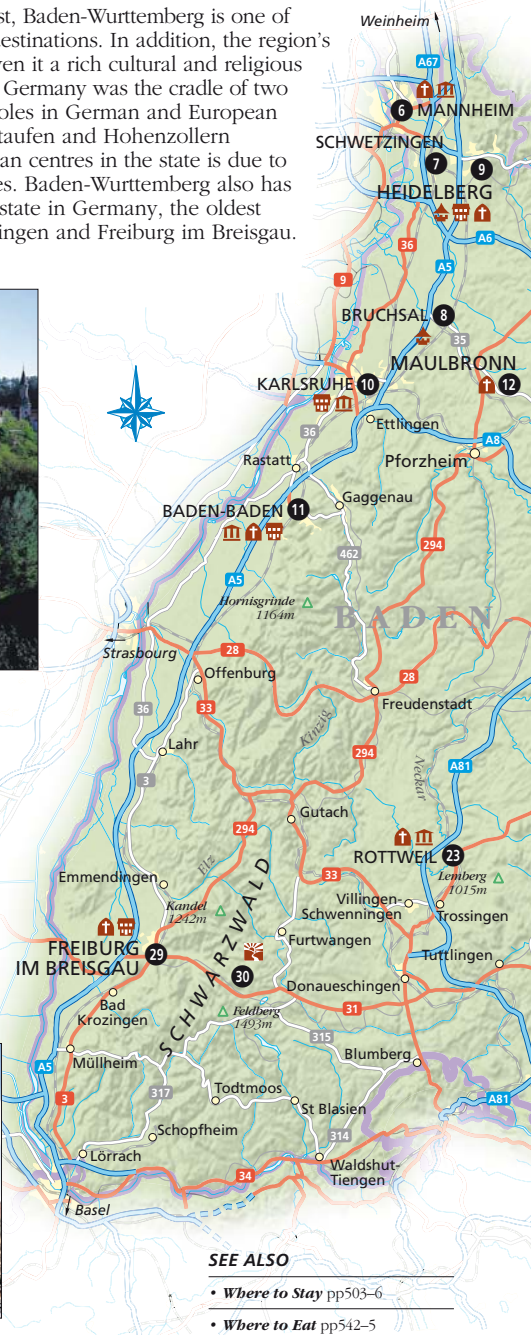 st, Baden-Wurttemberg is one of
destinations. In addition, the region's
ven it a rich cultural and religious
Germany was the cradle of two
oles in German and European
taufen and Hohenzollern
an centres in the state is due to
es. Baden-Wurttemberg also has
state in Germany, the oldest
ingen and Freiburg im Breisgau.
Weinheim
A67
6 MANNHEIM
SCHWETZINGEN
7
9
HEIDELBERG
A6
36
A5
9
BRUCHSAL 8
35
MAULBRONN
KARLSRUHE 10
12
Ettlingen
36
A8
Rastatt
Pforzheim
Gaggenau
BADEN-BADEN 11
294
462
A5
Hornisgrinde
1164m
BADEN
Strasbourg
28
Offenburg
28
33
Freudenstadt
36
Kinzig
Lahr
294
Neckar
A81
3
Gutach
294
ROTTWEIL 23
Elz
33
Lemberg
1015m
Emmendingen
Villingen-
Schwenningen
Kandel
1242m
Trossingen
SCHWARZWALD
Furtwangen
FREIBURG
IM BREISGAU
29
30
Tuttlingen
Donaueschingen
Bad
Krozingen
Feldberg
1493m
31
315
A5
Müllheim
Blumberg
3
317
Todtmoos
St Blasien
A81
Schopfheim
314
Lörrach
Waldshut-
Tiengen
34
Basel
SEE ALSO
• Where to Stay pp503–6
• Where to Eat pp542–5